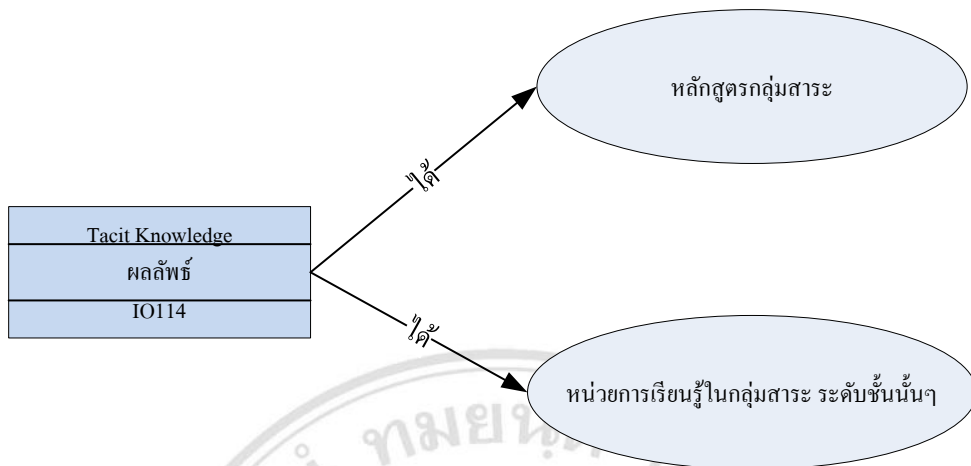 หลักสูตรกลุ่มสาระ
ได้
Tacit Knowledge
ผลลัพธ์
IO114
ได้
หน่วยการเรียนรู้ในกลุ่มสาระ ระดับชั้นนั้นๆ